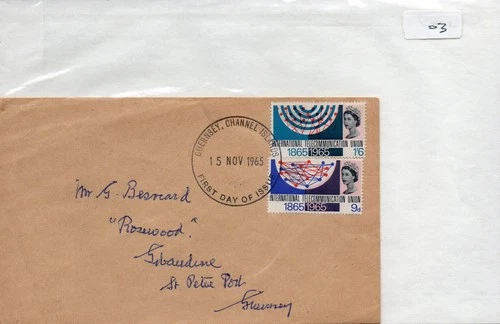 03
INTERNATIONAL TELECOMMUNICATION UNION
1865 1965 1/6
GUERNSEY, CHANNEL ISLANDS
15 NOV 1965
FIRST DAY OF ISSUE
INTERNATIONAL TELECOMMUNICATION UNION
1865 1965 9d
Mr G Besnard
"Rosewood".
Gibauderie
St Peter Port
Guernsey